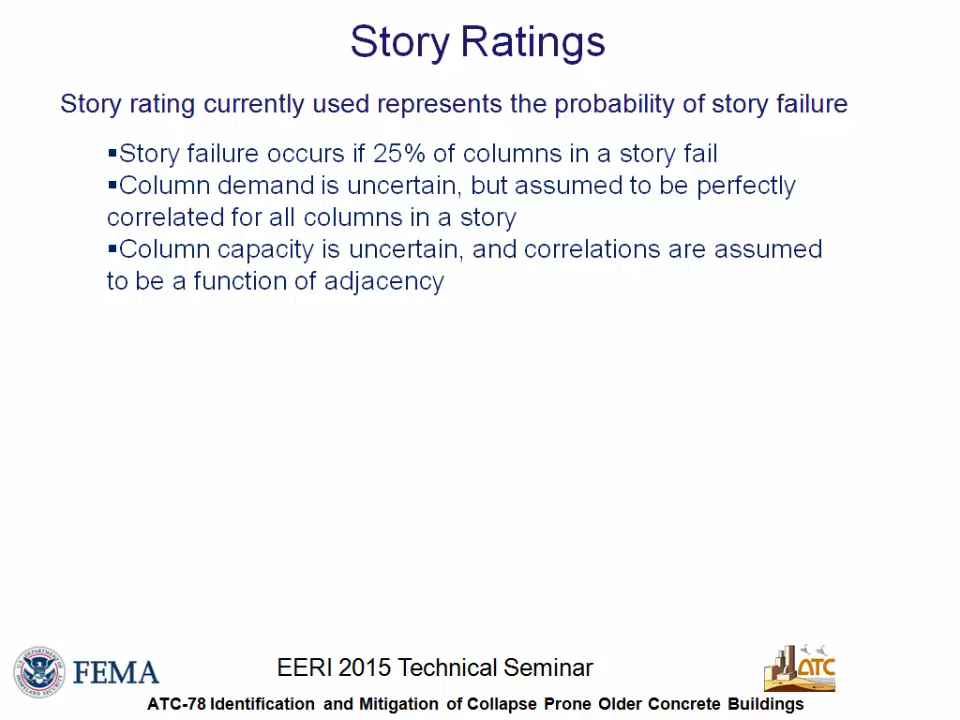 Story Ratings
Story rating currently used represents the probability of story failure
▪Story failure occurs if 25% of columns in a story fail
▪Column demand is uncertain, but assumed to be perfectly
correlated for all columns in a story
▪Column capacity is uncertain, and correlations are assumed
to be a function of adjacency
FEMA
EERI 2015 Technical Seminar
ATC
ATC-78 Identification and Mitigation of Collapse Prone Older Concrete Buildings